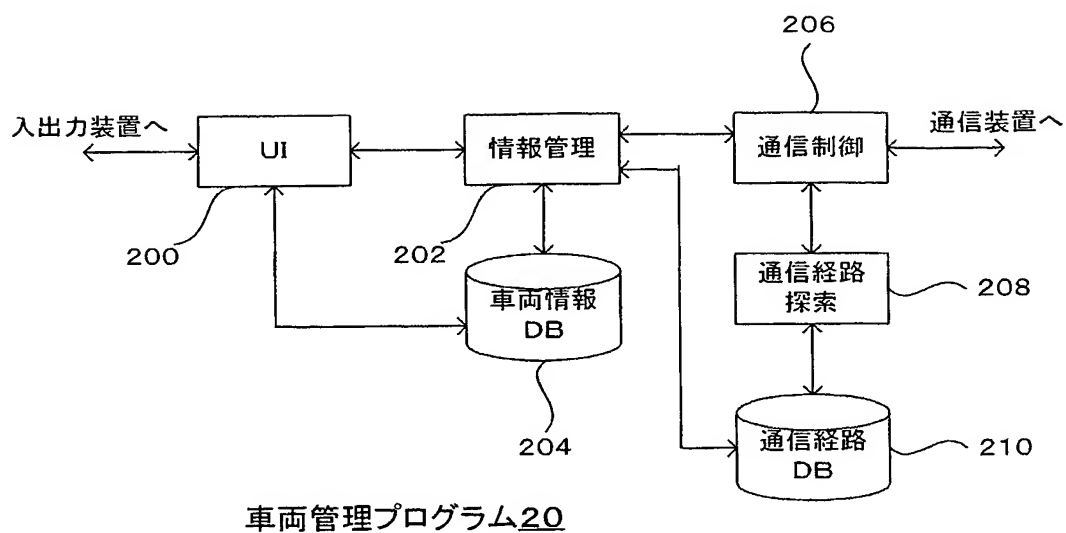 206
入出力装置へ
UI
情報管理
通信制御
通信装置へ
200
202
車両情報
DB
通信経路
探索
208
204
通信経路
DB
210
車両管理プログラム20